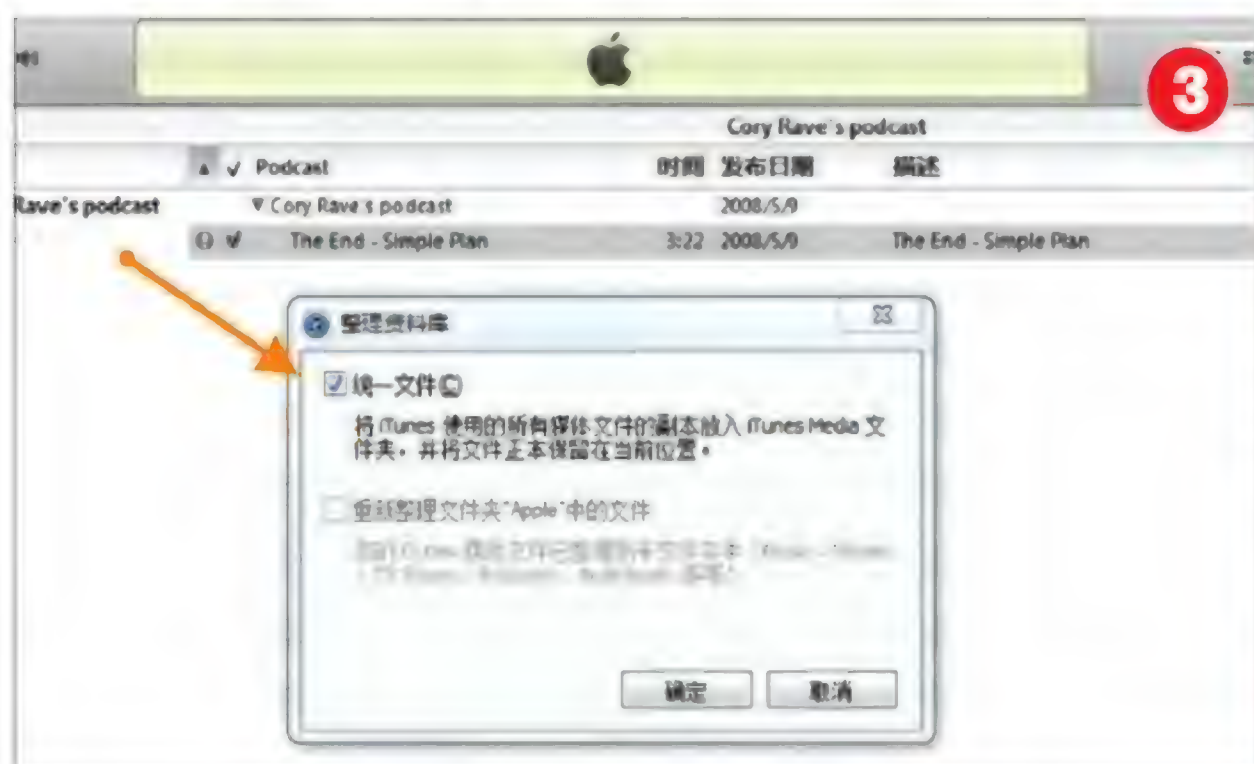 3
Cory Rave's podcast
Podcast 时间 发布日期 描述
Rave's podcast Cory Rave's podcast 2008/5/9
The End - Simple Plan 3:22 2008/5/9 The End - Simple Plan
整理资料库
统一文件(C)
将 iTunes 使用的所有媒体文件的副本放入 iTunes Media 文
件夹，并将文件正本保留在当前位置。
重新整理文件夹"Apple"中的文件
确定 取消